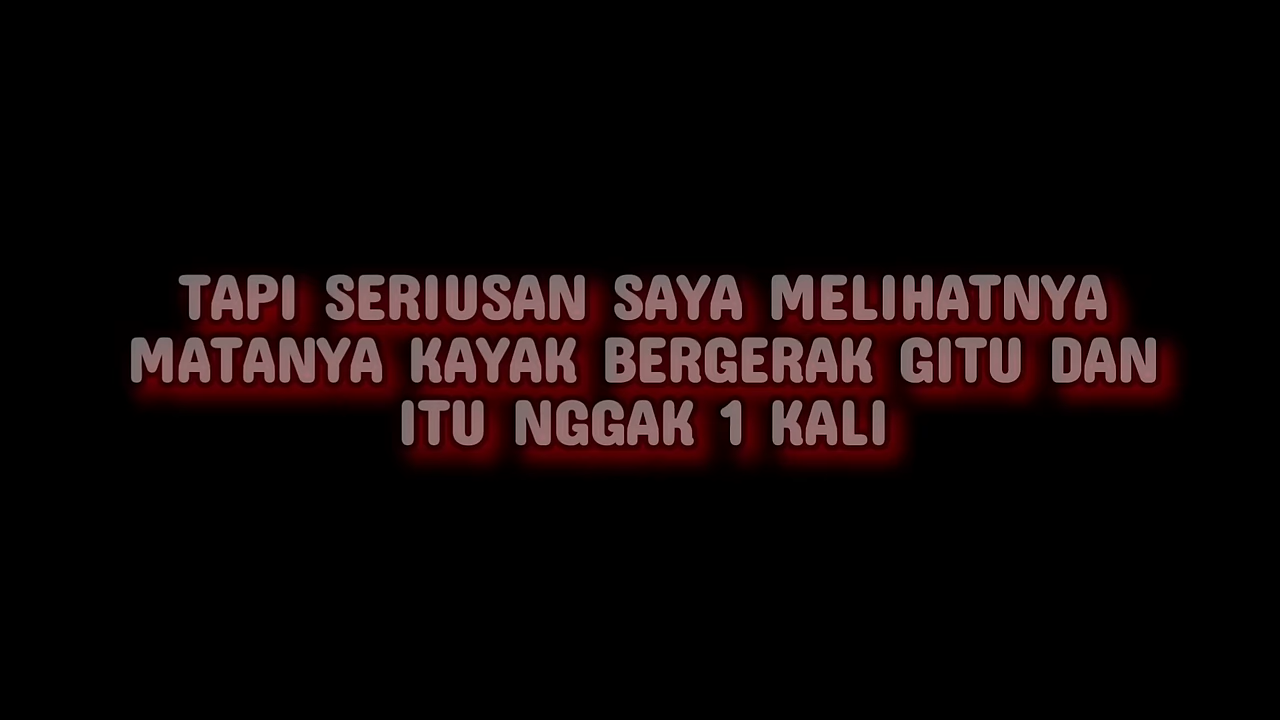 TAPI SERIUSAN SAYA MELIHATNYA
MATANYA KAYAK BERGERAK GITU DAN
ITU NGGAK 1 KALI